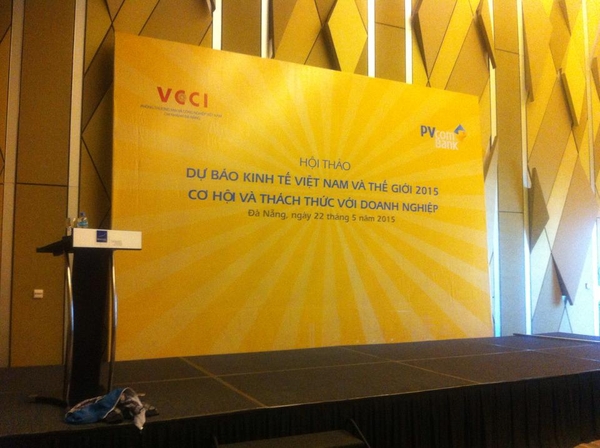 VCCI
PVcom
Bank
HỘI THẢO
DỰ BÁO KINH TẾ VIỆT NAM VÀ THẾ GIỚI 2015
CƠ HỘI VÀ THÁCH THỨC VỚI DOANH NGHIỆP
Đà Nẵng, ngày 22 tháng 5 năm 2015